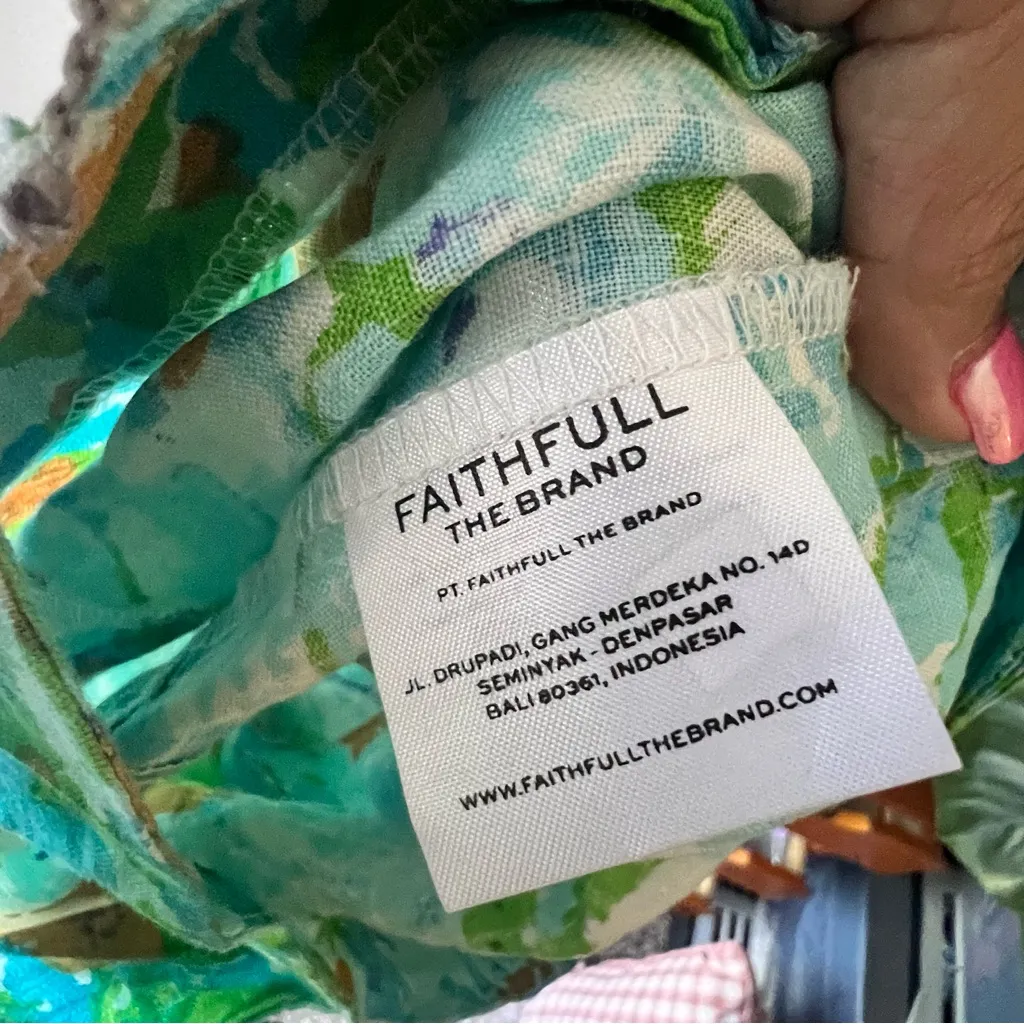 FAITHFULL
THE BRAND
PT. FAITHFULL THE BRAND
JL. DRUPADI, GANG MERDEKA NO. 14D
SEMINYAK - DENPASAR
BALI 80361, INDONESIA
WWW.FAITHFULLTHEBRAND.COM